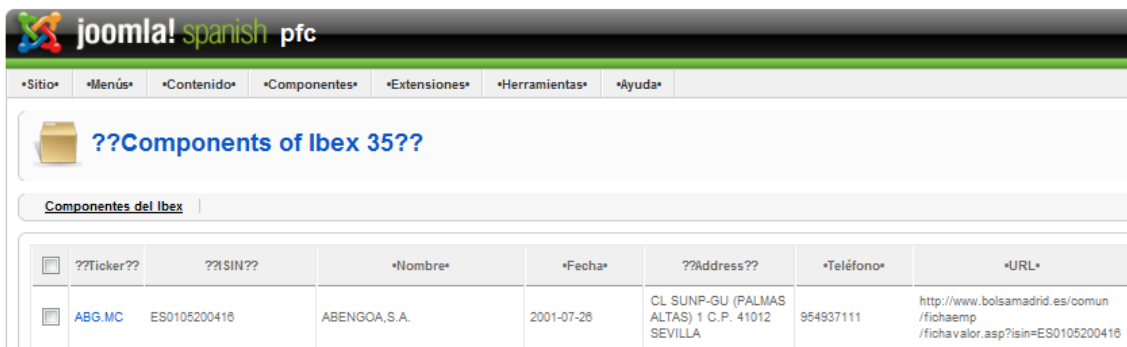 joomla! spanish pfc
•Sitio• •Menús• •Contenido• •Componentes• •Extensiones• •Herramientas• •Ayuda•
??Components of Ibex 35??
Componentes del Ibex
??Ticker?? ??ISIN?? •Nombre• •Fecha• ??Address?? •Teléfono• •URL•
ABG.MC ES0105200416 ABENGOA,S.A. 2001-07-26
CL SUNP-GU (PALMAS
ALTAS) 1 C.P. 41012
SEVILLA
954937111
http://www.bolsamadrid.es/comun
/fichaemp
/fichavalor.asp?isin=ES0105200416